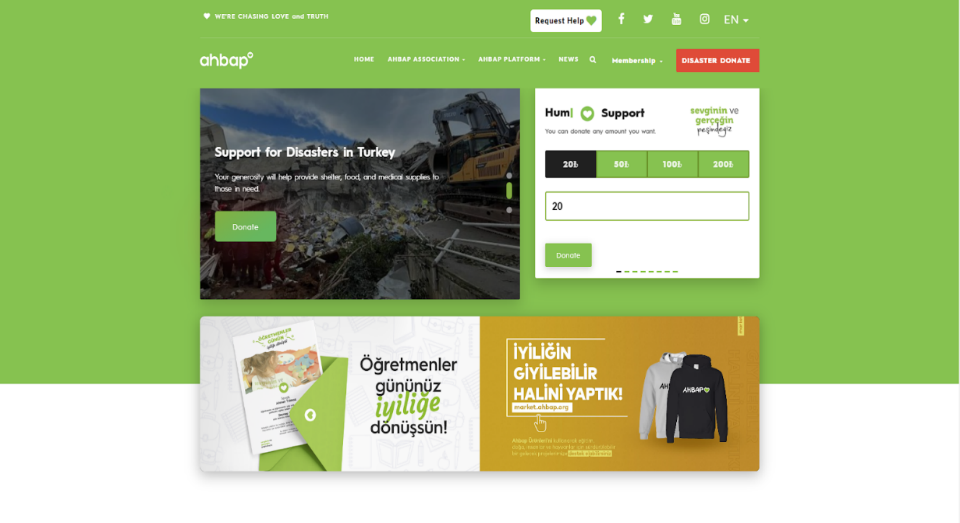 WE'RE CHASING LOVE and TRUTH
Request Help
EN
ahbap
HOME
AHBAP ASSOCIATION
AHBAP PLATFORM
NEWS
Membership
DISASTER DONATE
Support for Disasters in Turkey
Your generosity will help provide shelter, food, and medical supplies to
those in need.
Donate
Hum
Support
sevginin ve
gerçeğin
peşindeyiz
You can donate any amount you want.
20₺
50₺
100₺
200₺
20
Donate
ÖĞRETMENLER
GÜNÜN
Öğretmenler
gününüz
iyiliğe
dönüşsün!
İYİLİĞİN
GİYİLEBİLİR
HALİNİ YAPTIK!
market.ahbap.org
AHBAP